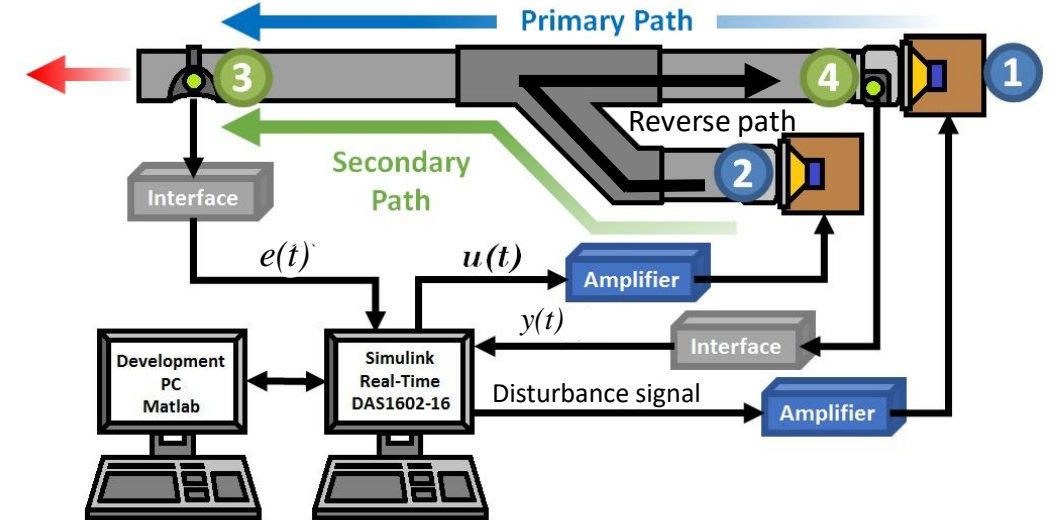 Primary Path
3
4
1
Reverse path
2
Secondary
Path
Interface
e(t)
u(t)
Amplifier
y(t)
Interface
Development
PC
Matlab
Simulink
Real-Time
DAS1602-16
Disturbance signal
Amplifier